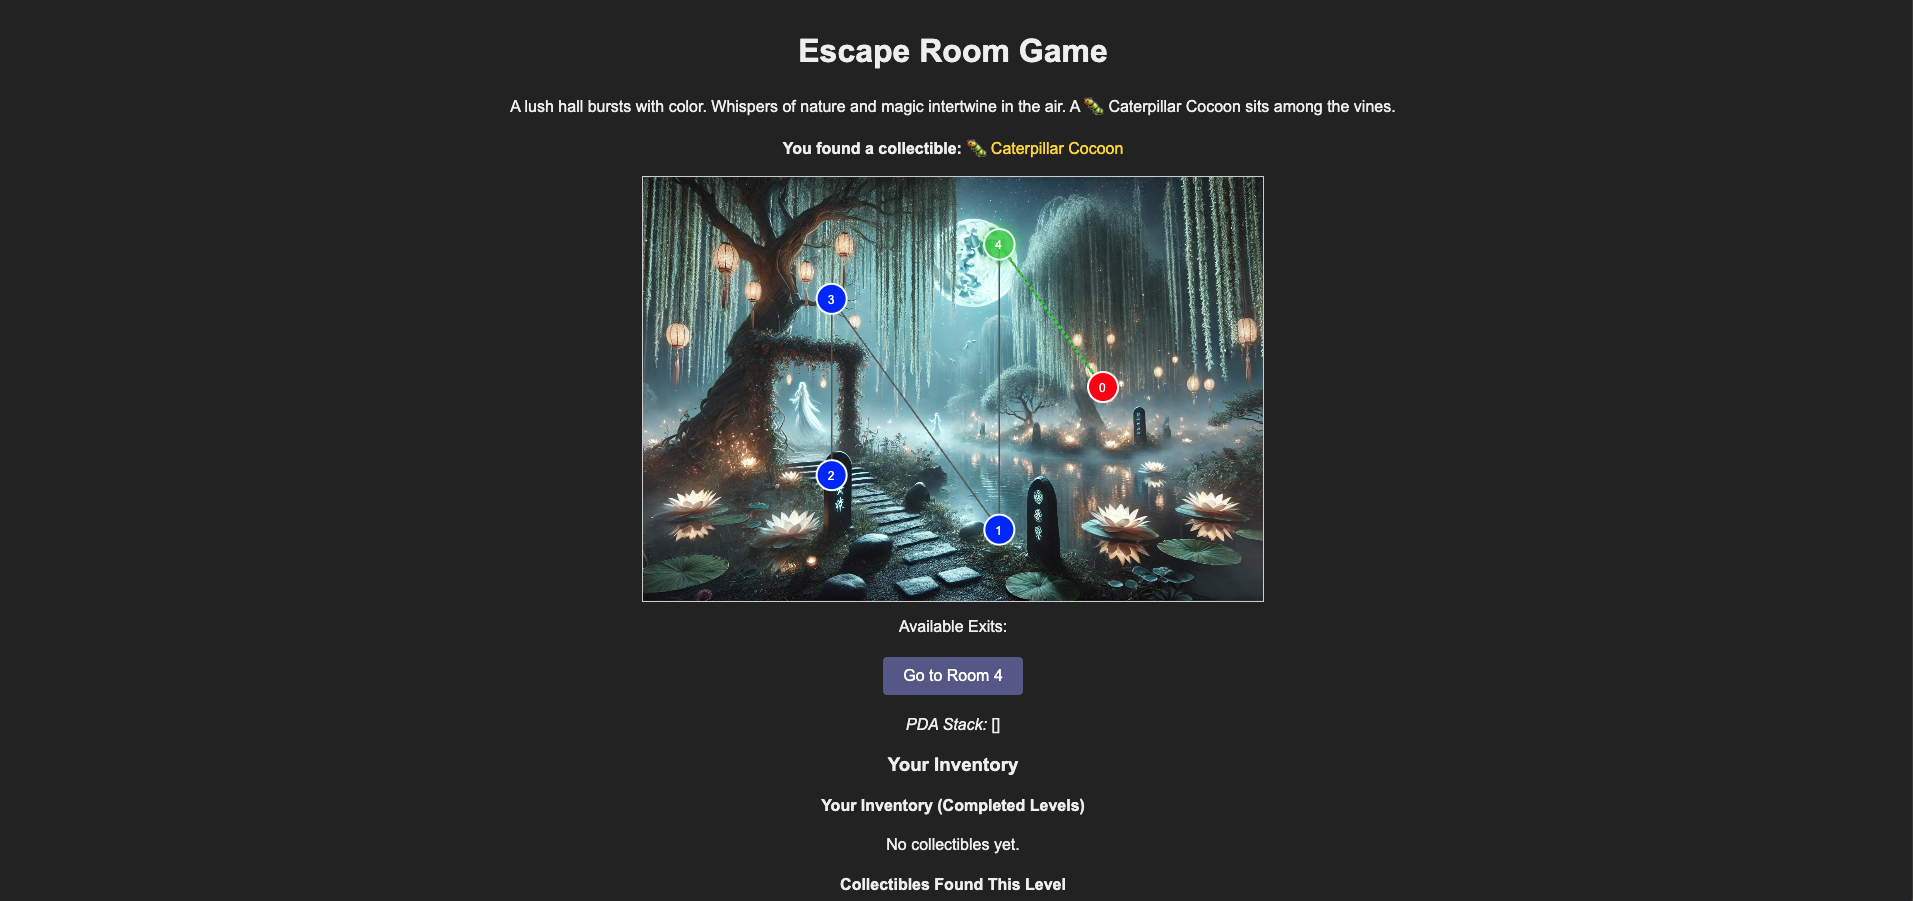 Escape Room Game
A lush hall bursts with color. Whispers of nature and magic intertwine in the air. A 🐛 Caterpillar Cocoon sits among the vines.
You found a collectible: 🐛 Caterpillar Cocoon
4
3
0
2
1
Available Exits:
Go to Room 4
PDA Stack: []
Your Inventory
Your Inventory (Completed Levels)
No collectibles yet.
Collectibles Found This Level